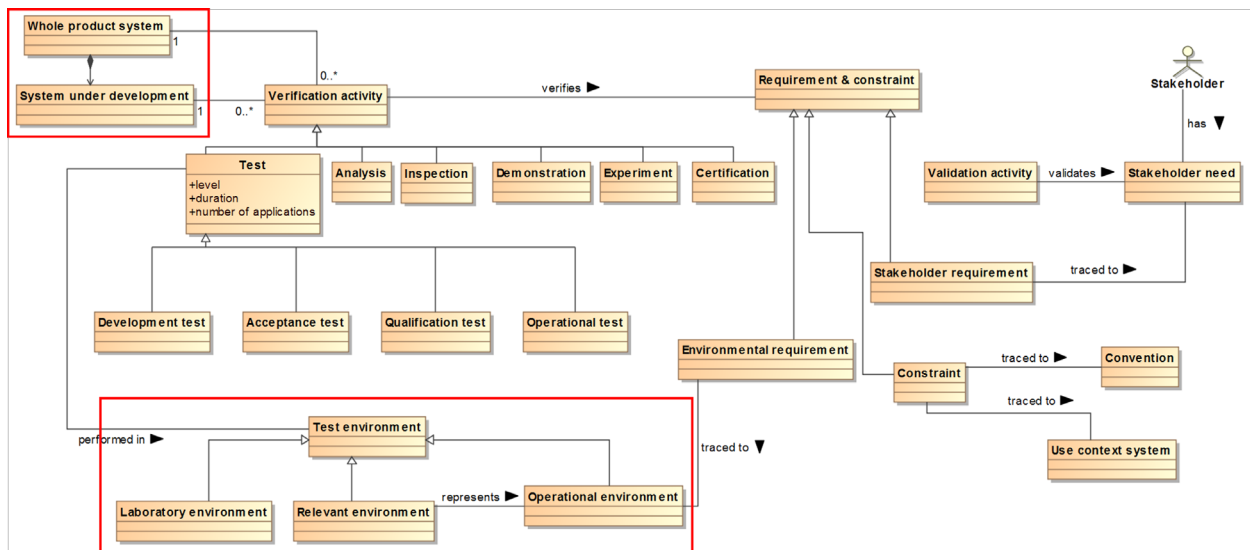 Whole product system
1
System under development
1
0..*
0..*
Verification activity
verifies
Requirement & constraint
Stakeholder
has
Test
+level
+duration
+number of applications
Analysis
Inspection
Demonstration
Experiment
Certification
Validation activity
validates
Stakeholder need
Stakeholder requirement
traced to
Development test
Acceptance test
Qualification test
Operational test
Environmental requirement
Constraint
traced to
Convention
traced to
Use context system
performed in
Test environment
traced to
Laboratory environment
Relevant environment
represents
Operational environment